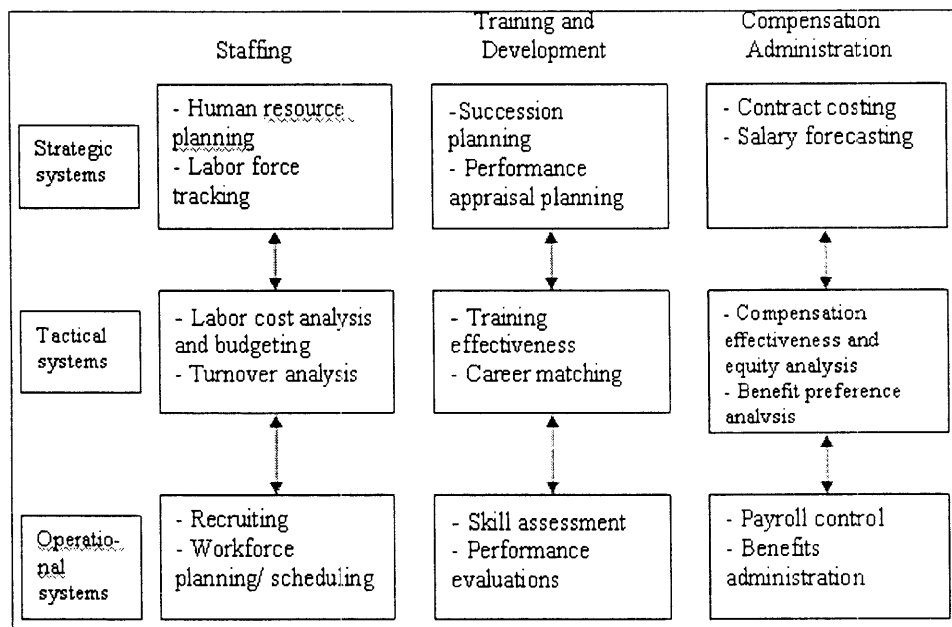 Staffing
Training and
Development
Compensation
Administration
Strategic
systems
- Human resource
planning
- Labor force
tracking
-Succession
planning
- Performance
appraisal planning
- Contract costing
- Salary forecasting
Tactical
systems
- Labor cost analysis
and budgeting
- Turnover analysis
- Training
effectiveness
- Career matching
- Compensation
effectiveness and
equity analysis
- Benefit preference
analysis
Operatio-
nal
systems
- Recruiting
- Workforce
planning/ scheduling
- Skill assessment
- Performance
evaluations
- Payroll control
- Benefits
administration